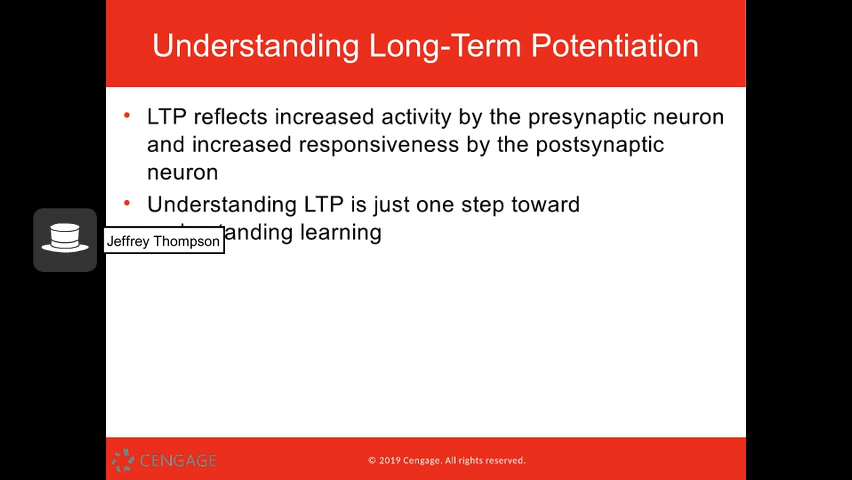 Understanding Long-Term Potentiation
• LTP reflects increased activity by the presynaptic neuron
and increased responsiveness by the postsynaptic
neuron
• Understanding LTP is just one step toward
anding learning
Jeffrey Thompson
CENGAGE
© 2019 Cengage. All rights reserved.